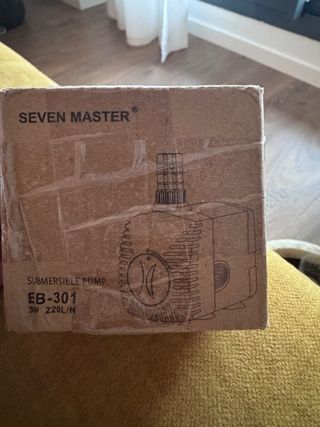 SEVEN MASTER®
SUBMERSIBLE PUMP
EB-301
3W 220L/H